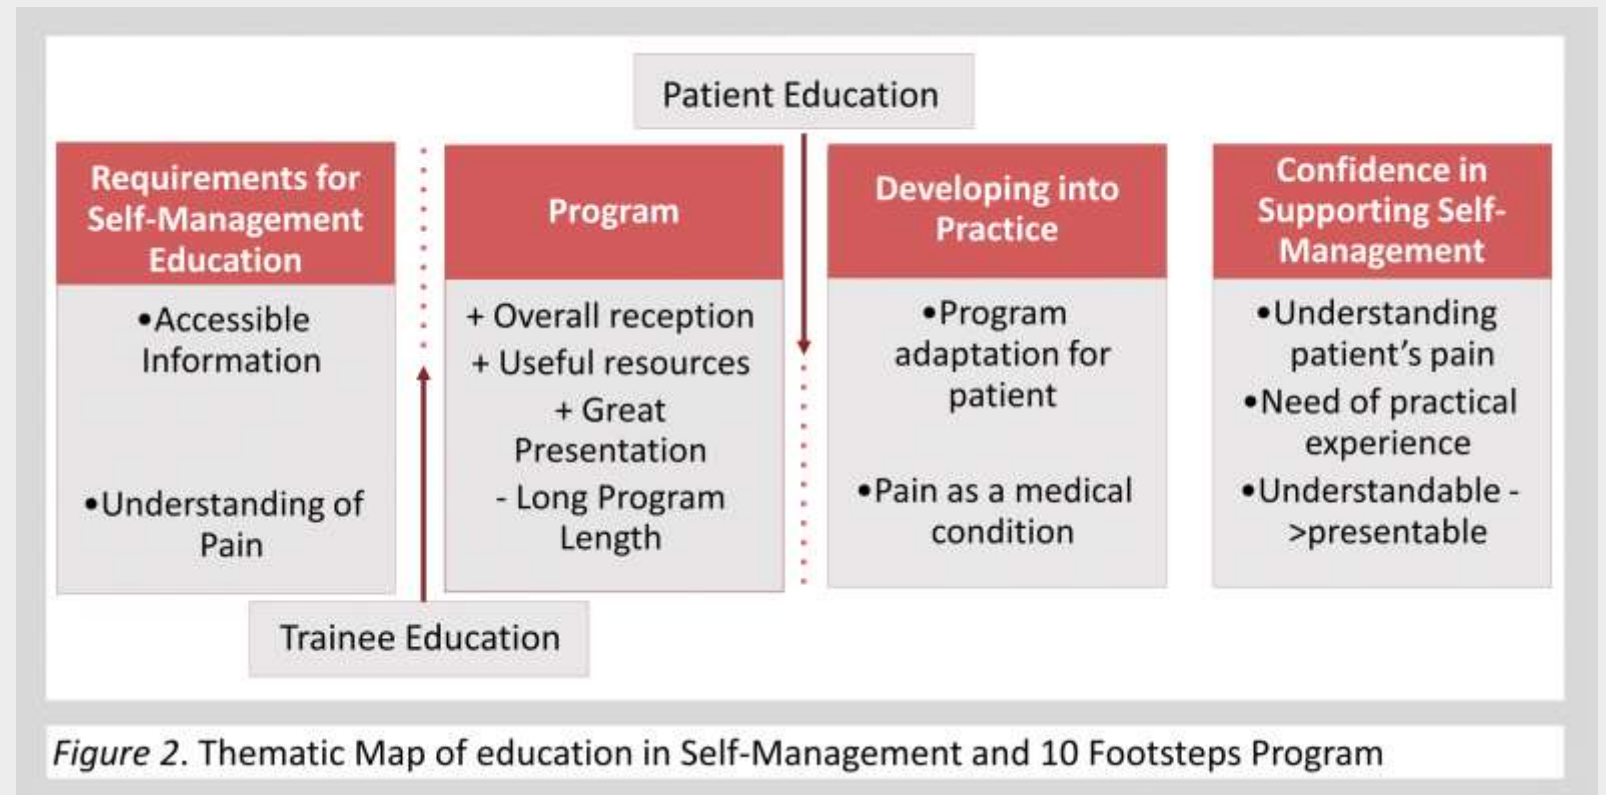 Patient Education
Requirements for
Self-Management
Education
•Accessible
Information
•Understanding of
Pain
Trainee Education
Program
+ Overall reception
+ Useful resources
+ Great
Presentation
- Long Program
Length
Developing into
Practice
•Program
adaptation for
patient
•Pain as a medical
condition
Confidence in
Supporting Self-
Management
•Understanding
patient’s pain
•Need of practical
experience
•Understandable -
>presentable
Figure 2. Thematic Map of education in Self-Management and 10 Footsteps Program